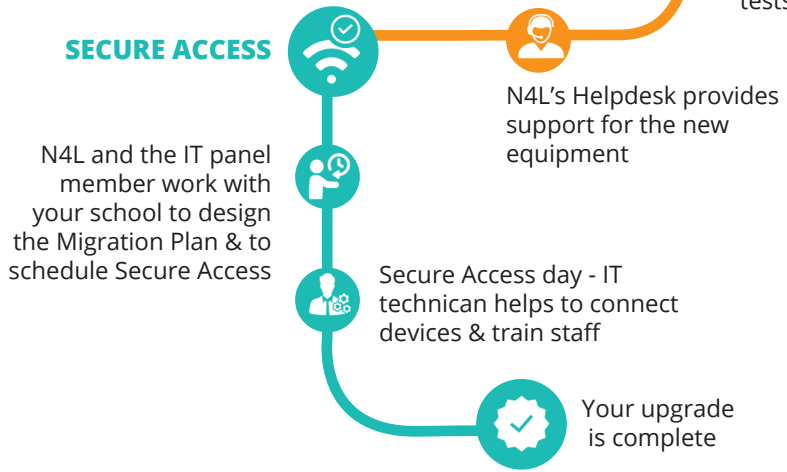 tests
SECURE ACCESS
N4L's Helpdesk provides
support for the new
equipment
N4L and the IT panel
member work with
your school to design
the Migration Plan & to
schedule Secure Access
Secure Access day - IT
technican helps to connect
devices & train staff
Your upgrade
is complete